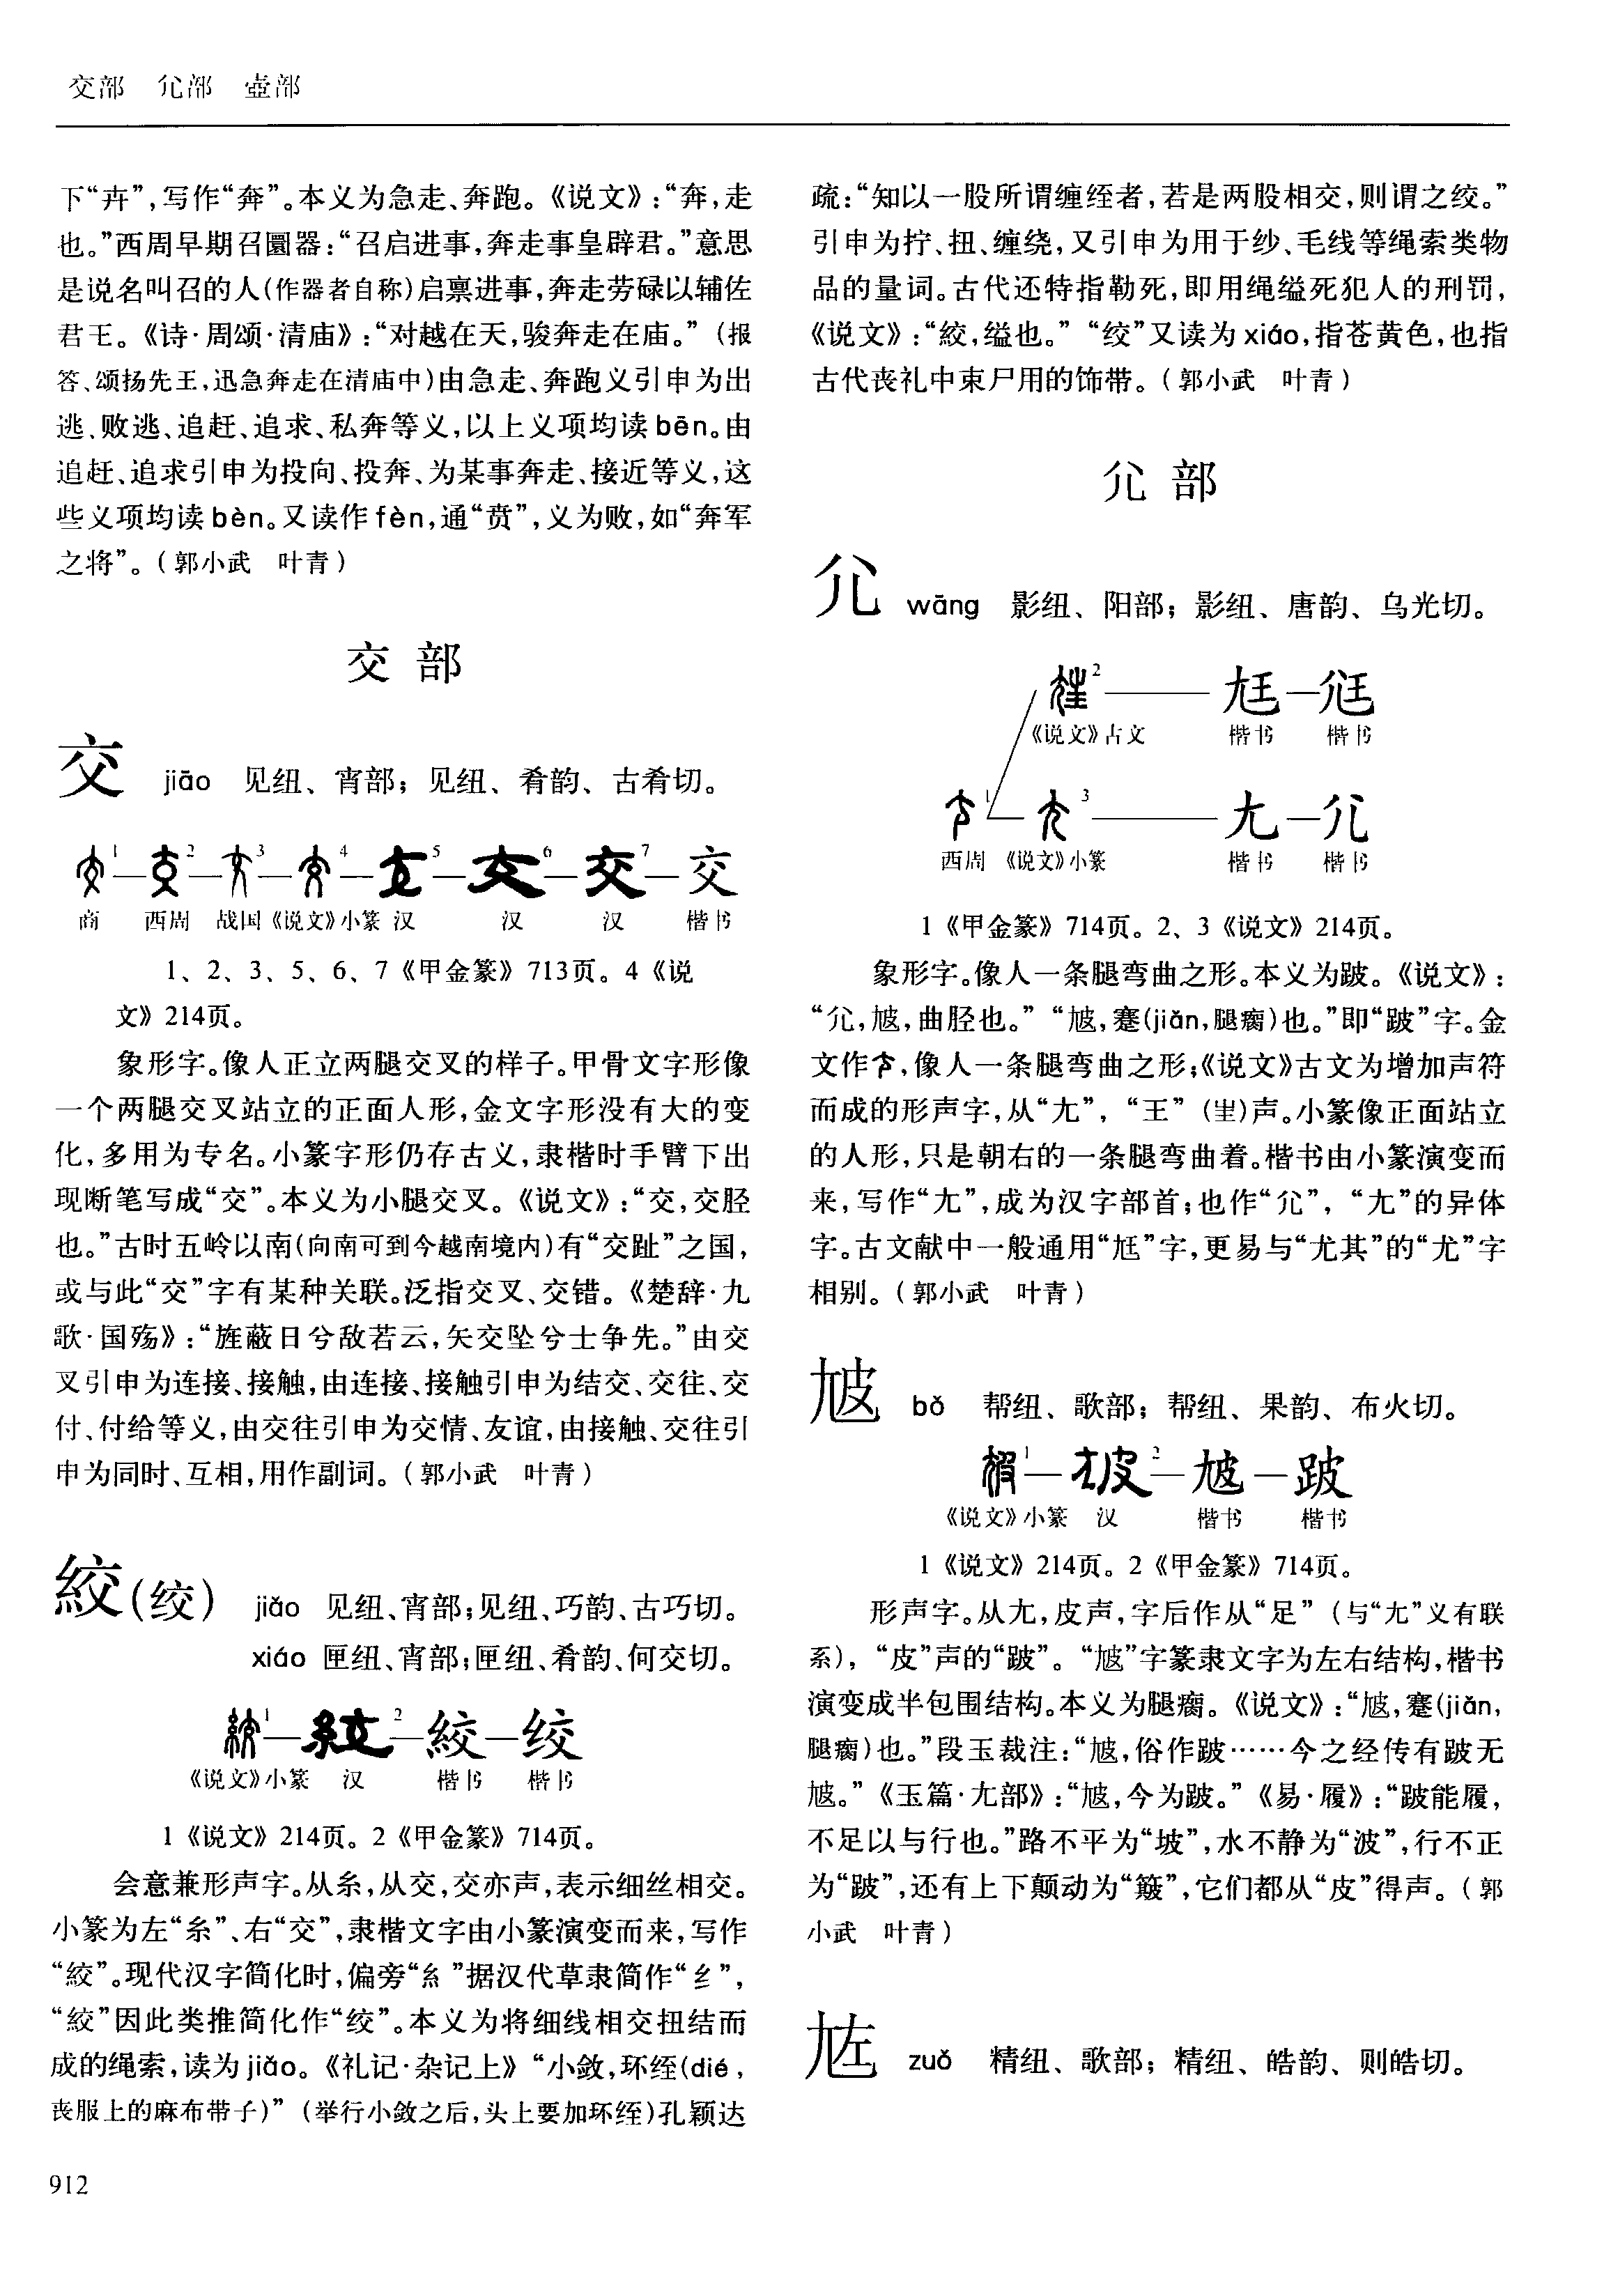 交部　尣部　壶部
下“卉”,写作“奔”。本义为急走、奔跑。《说文》:“奔,走
也。”西周早期召圜器:“召启进事,奔走事皇辟君。”意思
是说名叫召的人(作器者自称)启禀进事,奔走劳碌以辅佐
君王。《诗·周颂·清庙》:“对越在天,骏奔走在庙。”(报
答、颂扬先王,迅急奔走在清庙中)由急走、奔跑义引申为出
逃、败逃、追赶、追求、私奔等义,以上义项均读bēn。由
追赶、追求引申为投向、投奔、为某事奔走、接近等义,这
些义项均读bèn。又读作fèn,通“贲”,义为败,如“奔军
之将”。(郭小武　叶青)
交部
交　jiāo　见纽、宵部；见纽、肴韵、古肴切。
1 2 3 4 5 6 7 交
商　西周　战国　《说文》小篆　汉　汉　汉　楷书
1、2、3、5、6、7《甲金篆》713页。4《说
文》214页。
象形字。像人正立两腿交叉的样子。甲骨文字形像
一个两腿交叉站立的正面人形,金文字形没有大的变
化,多用为专名。小篆字形仍存古义,隶楷时手臂下出
现断笔写成“交”。本义为小腿交叉。《说文》:“交,交胫
也。”古时五岭以南(向南可到今越南境内)有“交趾”之国,
或与此“交”字有某种关联。泛指交叉、交错。《楚辞·九
歌·国殇》:“旌蔽日兮敌若云,矢交坠兮士争先。”由交
叉引申为连接、接触,由连接、接触引申为结交、交往、交
付、付给等义,由交往引申为交情、友谊,由接触、交往引
申为同时、互相,用作副词。(郭小武　叶青)
絞(绞)　jiǎo　见纽、宵部;见纽、巧韵、古巧切。
xiáo　匣纽、宵部;匣纽、肴韵、何交切。
1 2 絞 绞
《说文》小篆　汉　楷书　楷书
1《说文》214页。2《甲金篆》714页。
会意兼形声字。从糸,从交,交亦声,表示细丝相交。
小篆为左“糸”、右“交”,隶楷文字由小篆演变而来,写作
“絞”。现代汉字简化时,偏旁“糹”据汉代草隶简作“纟”,
“絞”因此类推简化作“绞”。本义为将细线相交扭结而
成的绳索,读为jiǎo。《礼记·杂记上》“小敛,环绖(dié,
丧服上的麻布带子)”(举行小敛之后,头上要加环绖)孔颖达
疏:“知以一股所谓缠绖者,若是两股相交,则谓之绞。”
引申为拧、扭、缠绕,又引申为用于纱、毛线等绳索类物
品的量词。古代还特指勒死,即用绳缢死犯人的刑罚,
《说文》:“絞,缢也。”“绞”又读为xiáo,指苍黄色,也指
古代丧礼中束尸用的饰带。(郭小武　叶青)
尣部
尣　wāng　影纽、阳部；影纽、唐韵、乌光切。
2 尪 尩
《说文》古文　楷书　楷书
1 3 尢 尣
西周　《说文》小篆　楷书　楷书
1《甲金篆》714页。2、3《说文》214页。
象形字。像人一条腿弯曲之形。本义为跛。《说文》:
“尣,𡯁,曲胫也。”“𡯁,蹇(jiǎn,腿瘸)也。”即“跛”字。金
文作,像人一条腿弯曲之形;《说文》古文为增加声符
而成的形声字,从“尢”,“王”(㞷)声。小篆像正面站立
的人形,只是朝右的一条腿弯曲着。楷书由小篆演变而
来,写作“尢”,成为汉字部首;也作“尣”,“尢”的异体
字。古文献中一般通用“尪”字,更易与“尤其”的“尤”字
相别。(郭小武　叶青)
𡯁　bǒ　帮纽、歌部；帮纽、果韵、布火切。
1 2 𡯁 跛
《说文》小篆　汉　楷书　楷书
1《说文》214页。2《甲金篆》714页。
形声字。从尢,皮声,字后作从“足”(与“尢”义有联
系),“皮”声的“跛”。“𡯁”字篆隶文字为左右结构,楷书
演变成半包围结构。本义为腿瘸。《说文》:“𡯁,蹇(jiǎn,
腿瘸)也。”段玉裁注:“𡯁,俗作跛……今之经传有跛无
𡯁。”《玉篇·尢部》:“𡯁,今为跛。”《易·履》:“跛能履,
不足以与行也。”路不平为“坡”,水不静为“波”,行不正
为“跛”,还有上下颠动为“簸”,它们都从“皮”得声。(郭
小武　叶青)
𡯛　zuǒ　精纽、歌部；精纽、皓韵、则皓切。
912